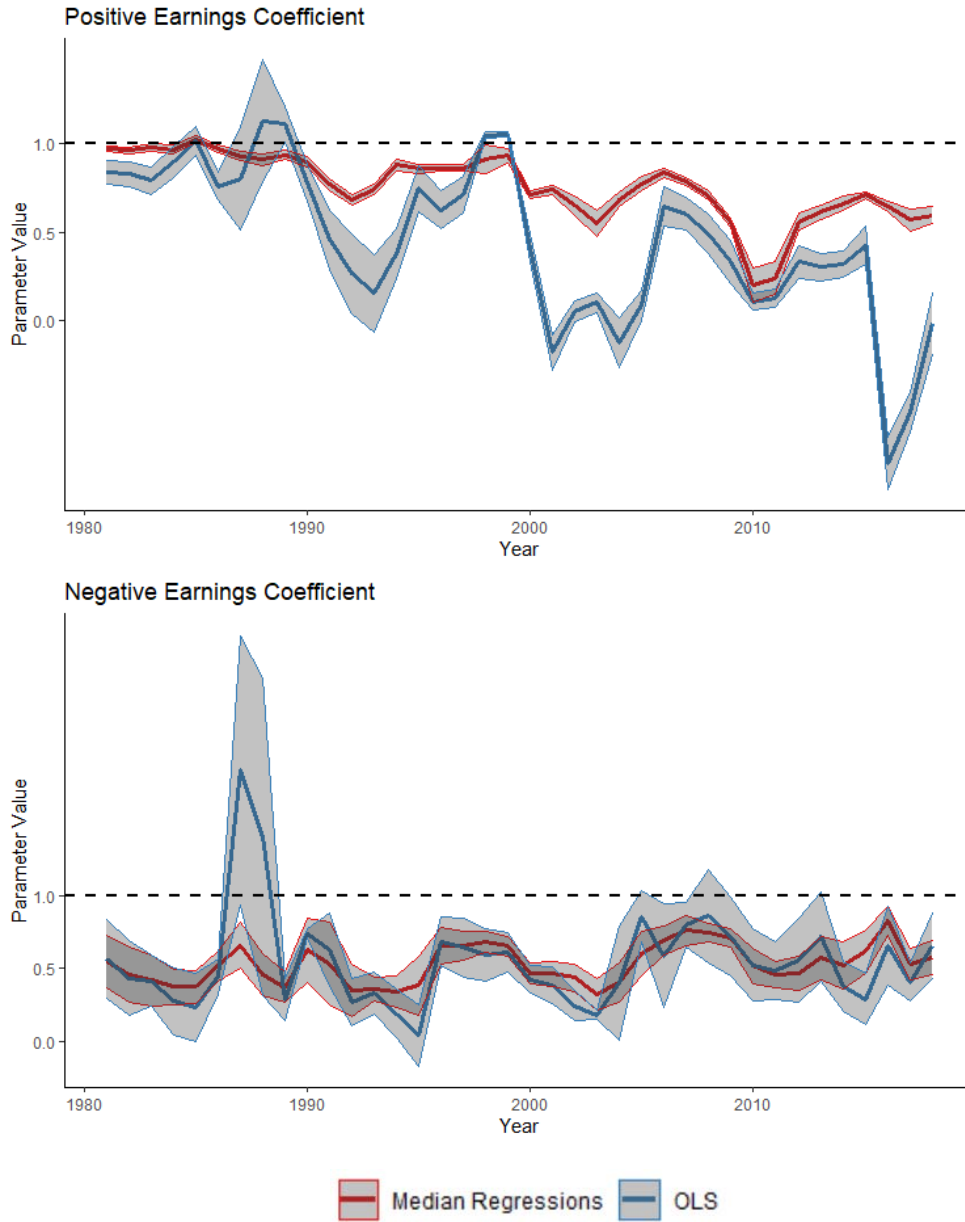 Positive Earnings Coefficient
Parameter Value
1.0
0.5
0.0
1980 1990 2000 2010
Year
Negative Earnings Coefficient
Parameter Value
1.0
0.5
0.0
1980 1990 2000 2010
Year
Median Regressions OLS